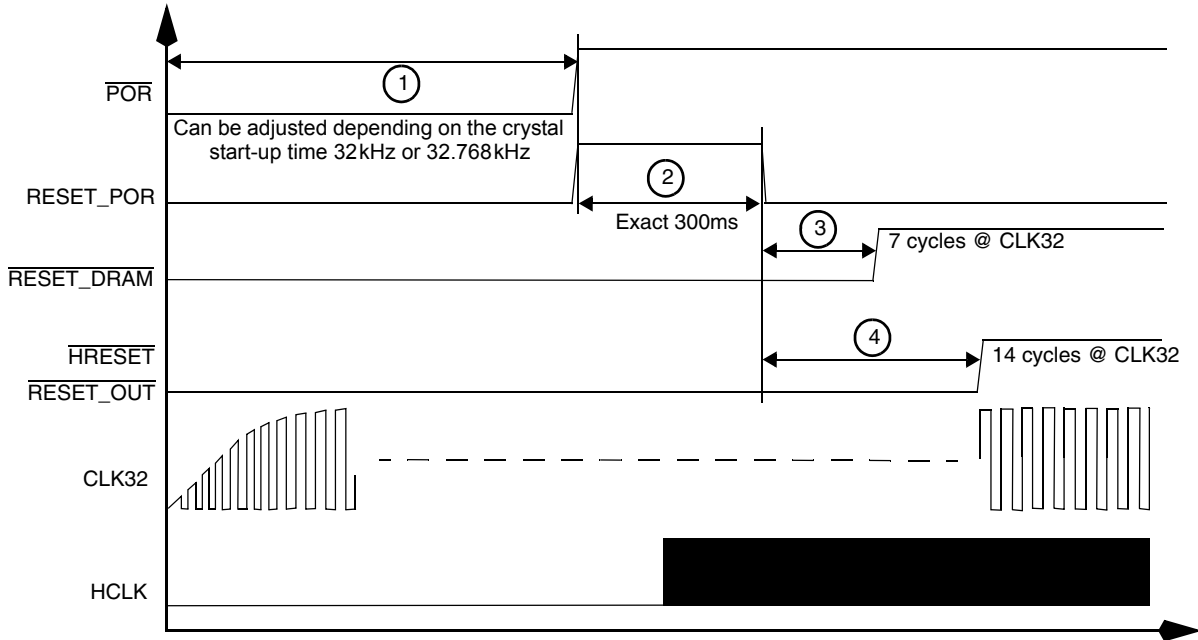 1
POR
Can be adjusted depending on the crystal
start-up time 32kHz or 32.768kHz
2
RESET_POR
Exact 300ms
3
7 cycles @ CLK32
RESET_DRAM
4
HRESET
14 cycles @ CLK32
RESET_OUT
CLK32
HCLK